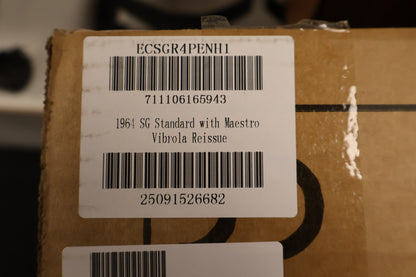 ECSGR4PENH1
711106165943
1964 SG Standard with Maestro
Vibrola Reissue
25091526682